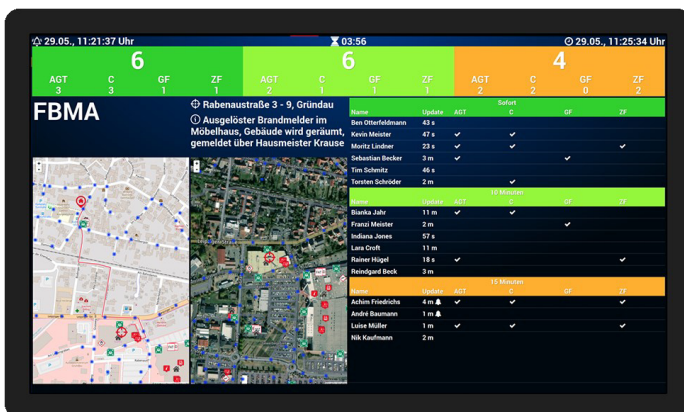 29.05., 11:21:37 Uhr 03:56 29.05., 11:25:34 Uhr
6 6 4
AGT C GF ZF AGT C GF ZF AGT C GF ZF
3 3 1 1 2 1 1 1 2 2 0 2
FBMA
Rabenaustraße 3 - 9, Gründau
Ausgelöster Brandmelder im
Möbelhaus, Gebäude wird geräumt,
gemeldet über Hausmeister Krause
Sofort
Name Update AGT C GF ZF
Ben Otterfeldmann 43 s
Kevin Meister 47 s
Moritz Lindner 23 s
Sebastian Becker 3 m
Tim Schmitz 46 s
Torsten Schröder 2 m
10 Minuten
Name Update AGT C GF ZF
Bianka Jahr 11 m
Franzi Meister 2 m
Indiana Jones 57 s
Lara Croft 11 m
Rainer Hügel 18 s
Reindgard Beck 3 m
15 Minuten
Name Update AGT C GF ZF
Achim Friedrichs 4 m
André Baumann 1 m
Luise Müller 1 m
Nik Kaufmann 2 m